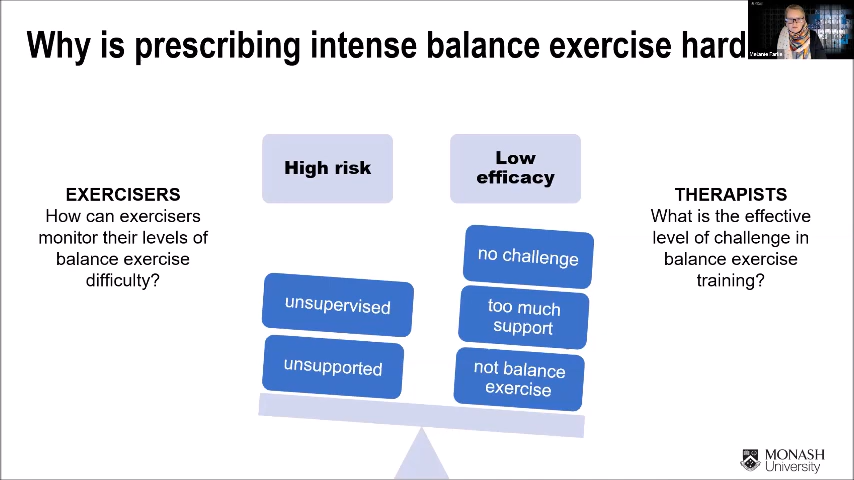 Why is prescribing intense balance exercise hard
High risk
Low
efficacy
EXERCISERS
How can exercisers
monitor their levels of
balance exercise
difficulty?
THERAPISTS
What is the effective
level of challenge in
balance exercise
training?
no challenge
unsupervised
too much
support
unsupported
not balance
exercise
MONASH
University